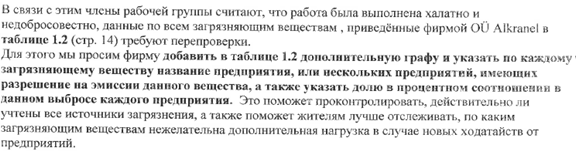 В связи с этим члены рабочей группы считают, что работа была выполнена халатно и
недобросовестно, данные по всем загрязняющим веществам , приведённые фирмой OÜ Alkranel в
таблице 1.2 (стр. 14) требуют перепроверки.
Для этого мы просим фирму добавить в таблице 1.2 дополнительную графу и указать по каждому
загрязняющему веществу название предприятия, или нескольких предприятий, имеющих
разрешение на эмиссии данного вещества, а также указать долю в процентном соотношении в
данном выбросе каждого предприятия. Это поможет проконтролировать, действительно ли
учтены все источники загрязнения, а также поможет жителям лучше отслеживать, по каким
загрязняющим веществам нежелательна дополнительная нагрузка в случае новых ходатайств от
предприятий.